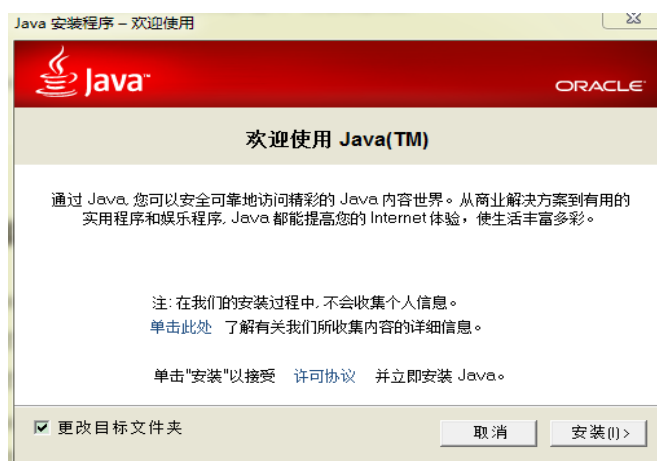 Java 安装程序 – 欢迎使用
Java™
ORACLE
欢迎使用 Java(TM)
通过 Java, 您可以安全可靠地访问精彩的 Java 内容世界。从商业解决方案到有用的
实用程序和娱乐程序, Java 都能提高您的 Internet 体验，使生活丰富多彩。
注: 在我们的安装过程中, 不会收集个人信息。
单击此处 了解有关我们所收集内容的详细信息。
单击"安装"以接受 许可协议 并立即安装 Java。
更改目标文件夹 取消 安装(I) >